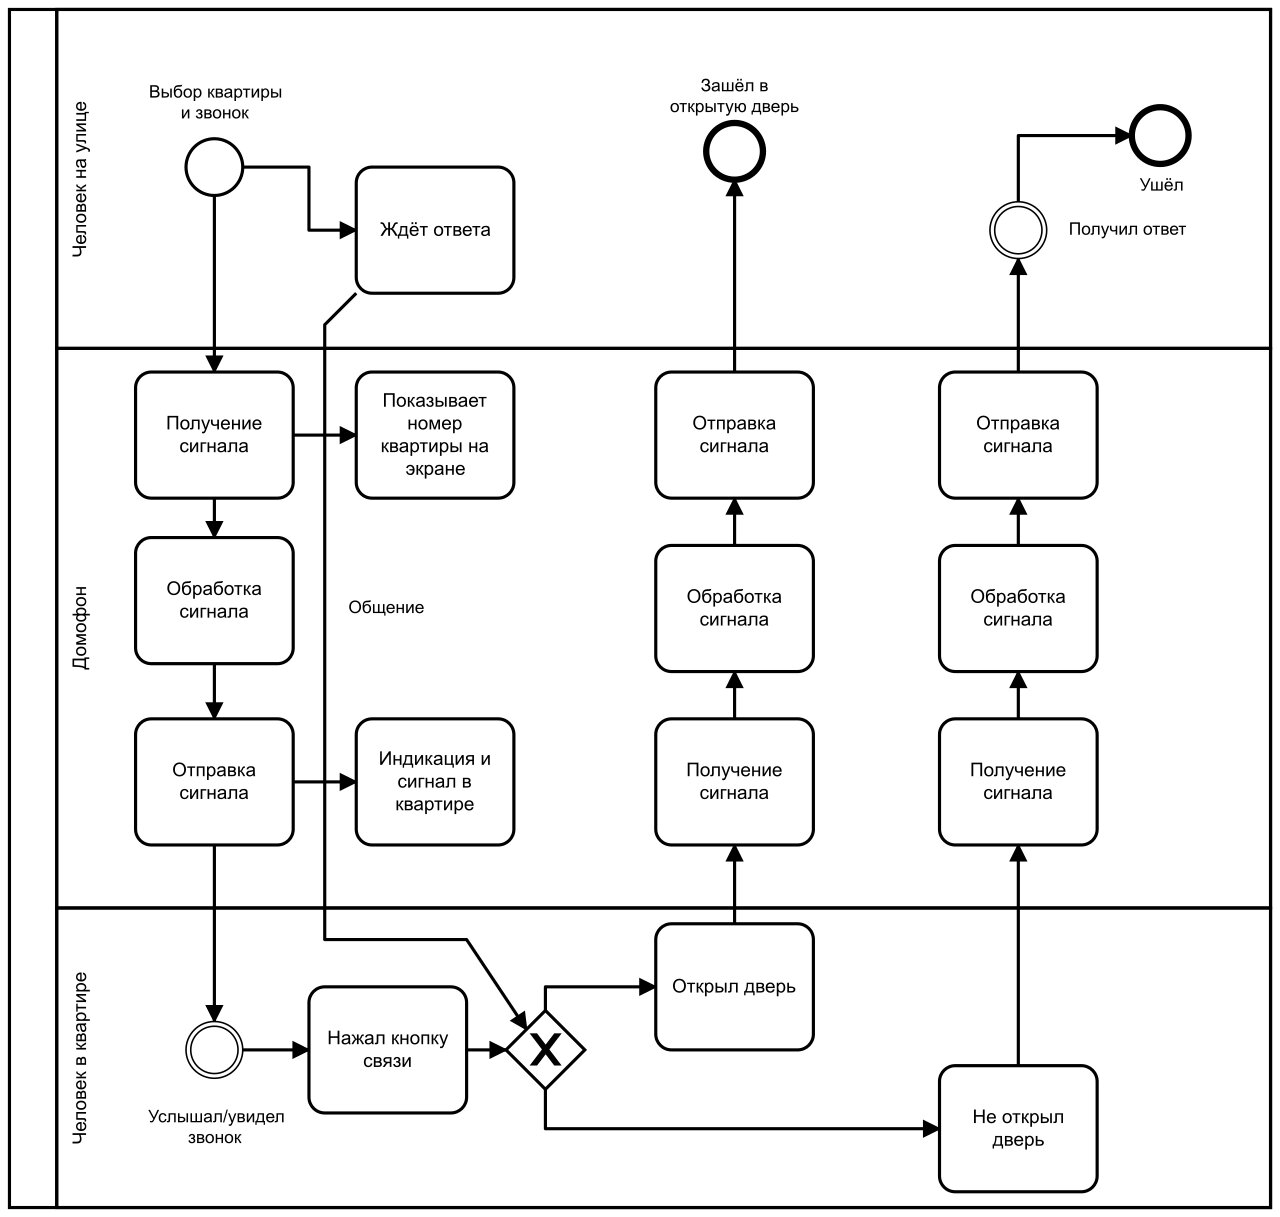 Человек на улице
Выбор квартиры
и звонок
Ждёт ответа
Зашёл в
открытую дверь
Ушёл
Получил ответ
Домофон
Получение
сигнала
Показывает
номер
квартиры на
экране
Отправка
сигнала
Отправка
сигнала
Обработка
сигнала
Общение
Обработка
сигнала
Обработка
сигнала
Отправка
сигнала
Индикация и
сигнал в
квартире
Получение
сигнала
Получение
сигнала
Человек в квартире
Услышал/увидел
звонок
Нажал кнопку
связи
X
Открыл дверь
Не открыл
дверь